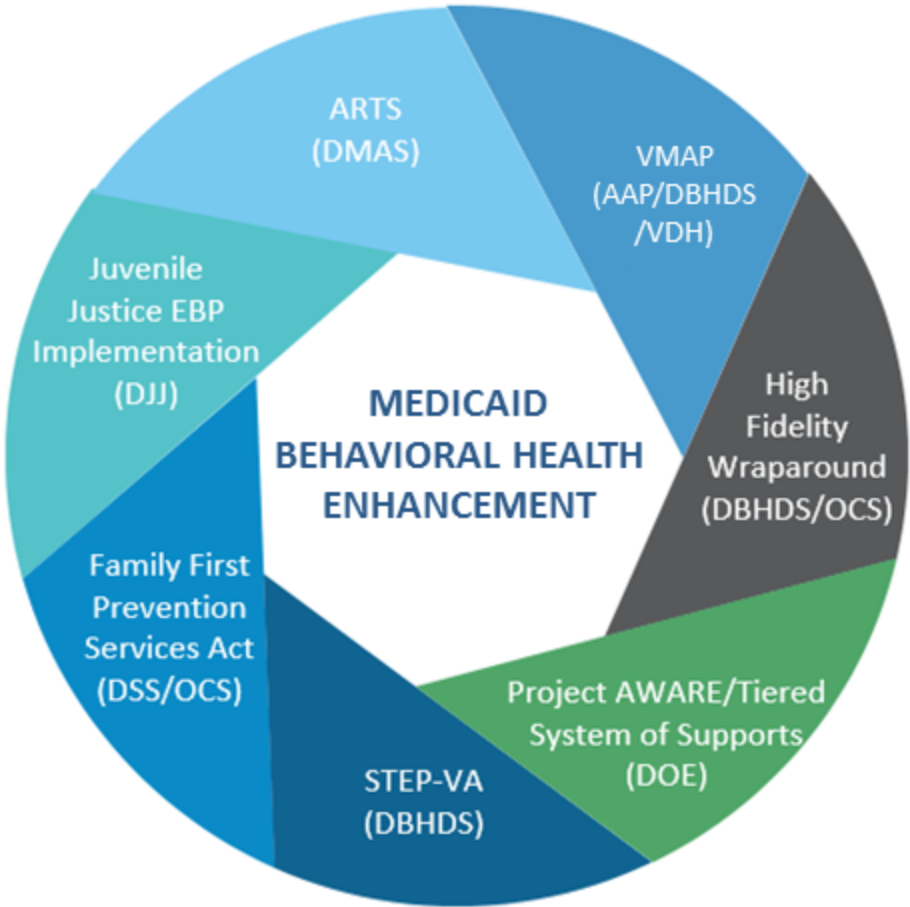 ARTS
(DMAS)
VMAP
(AAP/DBHDS
/VDH)
High
Fidelity
Wraparound
(DBHDS/OCS)
Project AWARE/Tiered
System of Supports
(DOE)
STEP-VA
(DBHDS)
Family First
Prevention
Services Act
(DSS/OCS)
Juvenile
Justice EBP
Implementation
(DJJ)
MEDICAID
BEHAVIORAL HEALTH
ENHANCEMENT